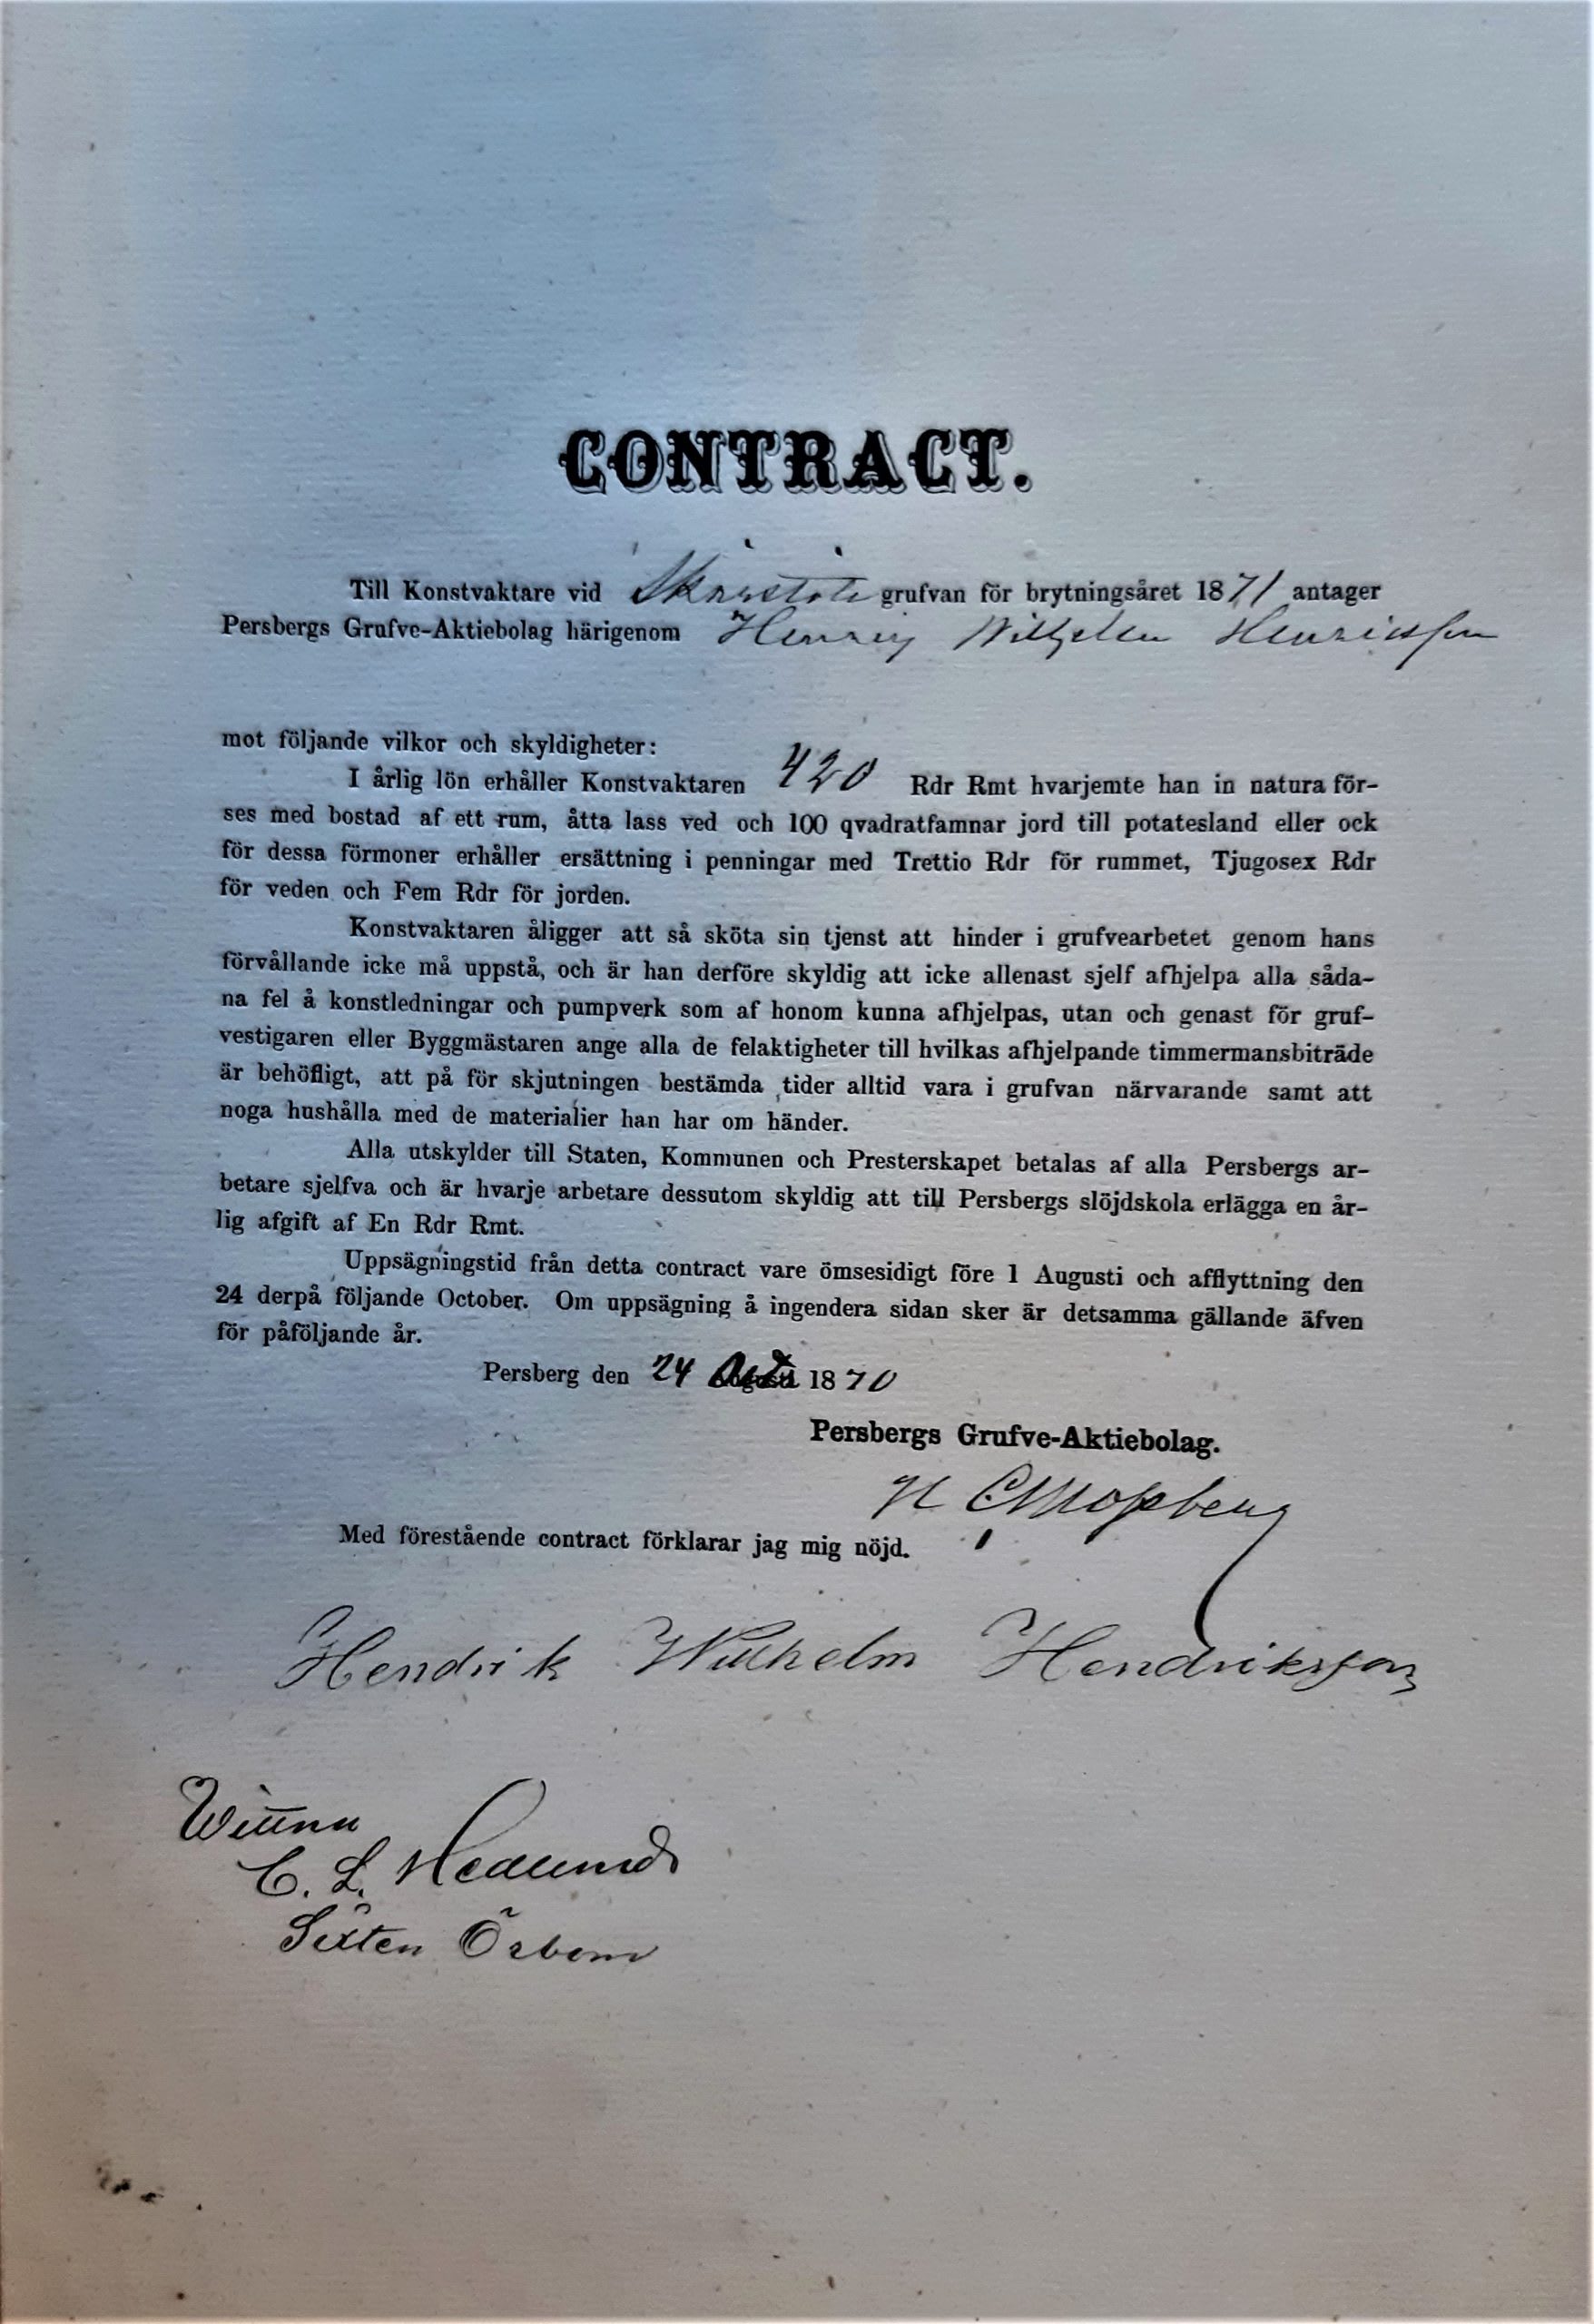 CONTRACT.
Till Konstvaktare vid grufvan för brytningsåret 1871 antager
Persbergs Grufve-Aktiebolag härigenom Henrik Wilhelm Henricsson
mot följande vilkor och skyldigheter:
I årlig lön erhåller Konstvaktaren 420 Rdr Rmt hvarjemte han in natura för-
ses med bostad af ett rum, åtta lass ved och 100 qvadratfamnar jord till potatesland eller ock
för dessa förmoner erhåller ersättning i penningar med Trettio Rdr för rummet, Tjugosex Rdr
för veden och Fem Rdr för jorden.
Konstvaktaren åligger att så sköta sin tjenst att hinder i grufvearbetet genom hans
förvållande icke må uppstå, och är han derföre skyldig att icke allenast sjelf afhjelpa alla såda-
na fel å konstledningar och pumpverk som af honom kunna afhjelpas, utan och genast för gruf-
vestigaren eller Byggmästaren ange alla de felaktigheter till hvilkas afhjelpande timmermansbiträde
är behöfligt, att på för skjutningen bestämda tider alltid vara i grufvan närvarande samt att
noga hushålla med de materialier han har om händer.
Alla utskylder till Staten, Kommunen och Presterskapet betalas af alla Persbergs ar-
betare sjelfva och är hvarje arbetare dessutom skyldig att till Persbergs slöjdskola erlägga en år-
lig afgift af En Rdr Rmt.
Uppsägningstid från detta contract vare ömsesidigt före 1 Augusti och afflyttning den
24 derpå följande October. Om uppsägning å ingendera sidan sker är detsamma gällande äfven
för påföljande år.
Persberg den 24 Oct 1870
Persbergs Grufve-Aktiebolag.
Med förestående contract förklarar jag mig nöjd.
Hendrik Wilhelm Hendriksson
Wittna
C. L. Hedlund
Sixten Örbom